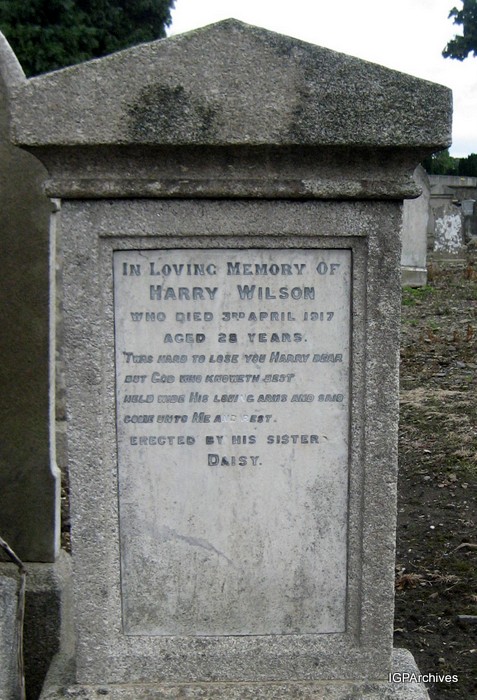 In Loving Memory Of
Harry Wilson
who died 3rd April 1917
aged 28 years.
Twas hard to lose you Harry dear
but God who knoweth best
held wide His loving arms and said
come unto Me and rest.
erected by his sister
Daisy.
IGPArchives